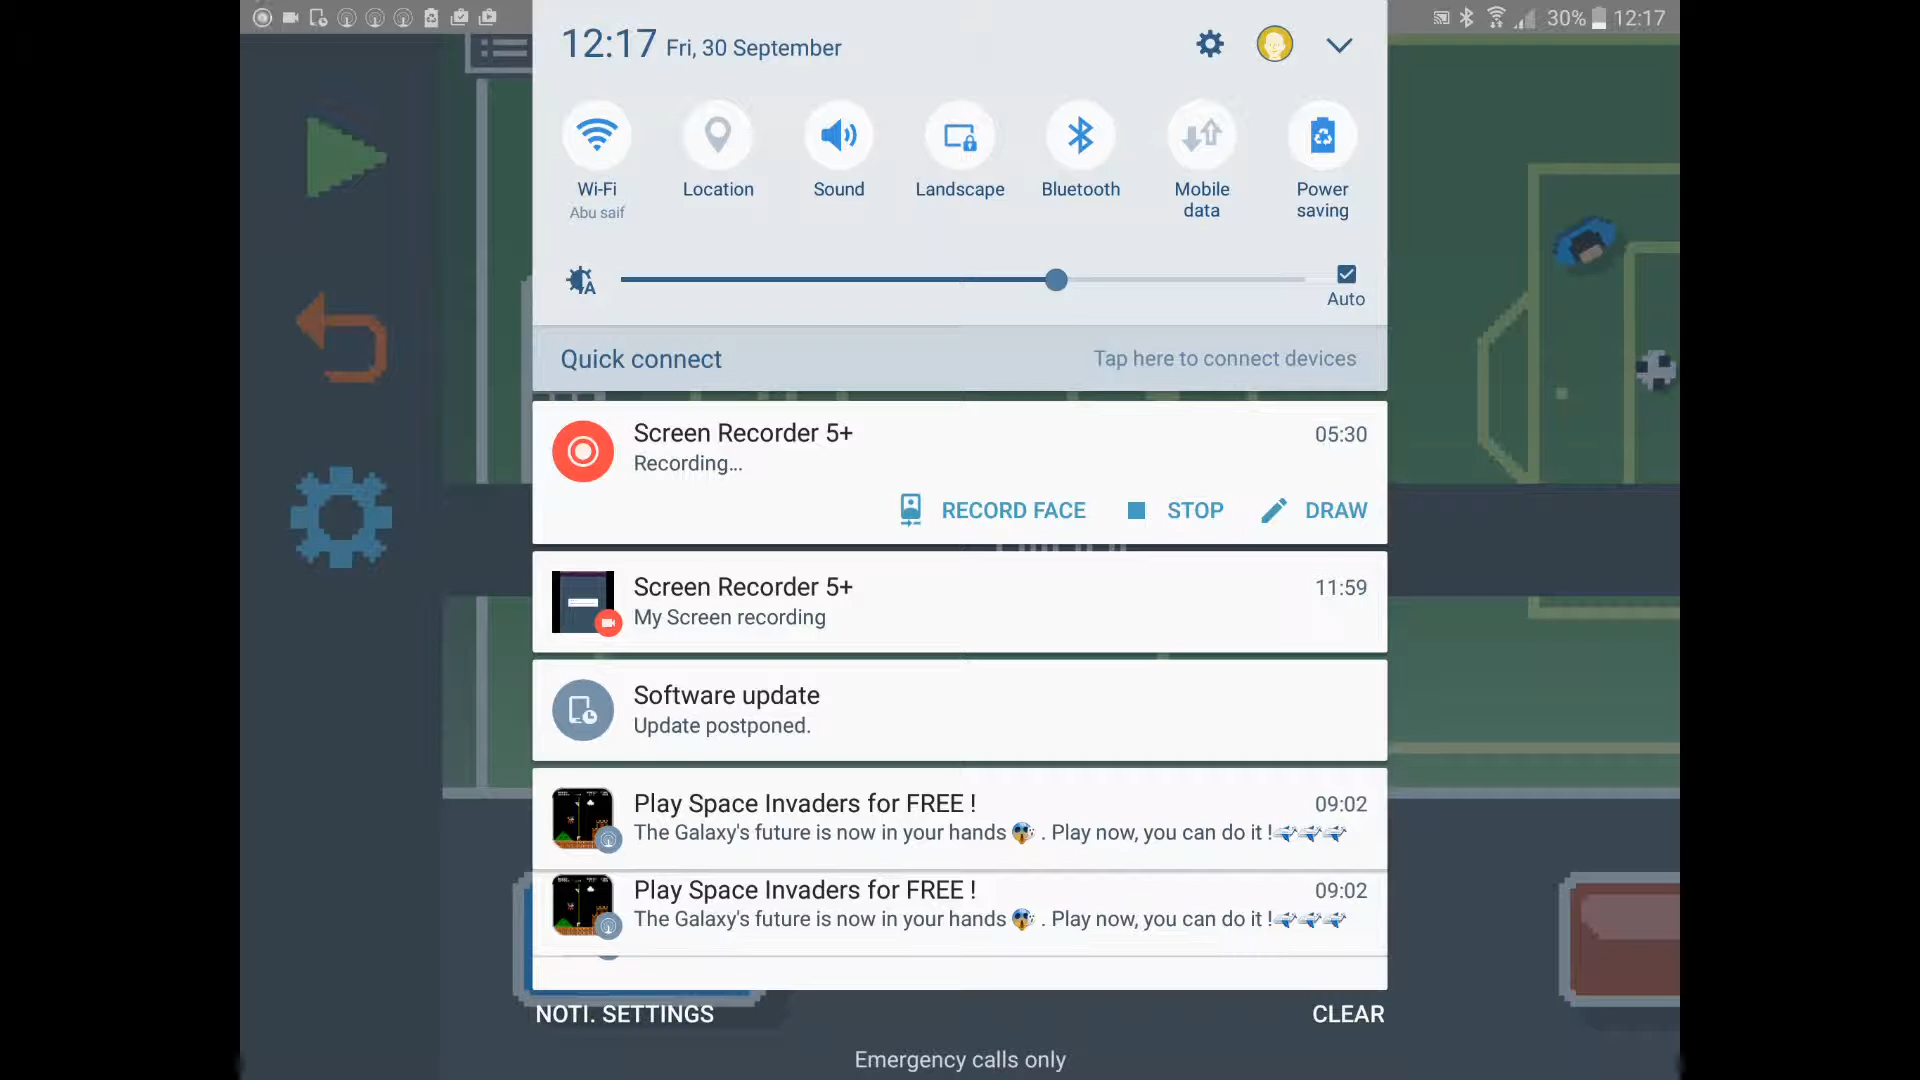 30% 12:17
12:17 Fri, 30 September
Wi-Fi
Abu saif
Location
Sound
Landscape
Bluetooth
Mobile
data
Power
saving
A
Auto
Quick connect
Tap here to connect devices
Screen Recorder 5+
05:30
Recording...
RECORD FACE
STOP
DRAW
Screen Recorder 5+
11:59
My Screen recording
Software update
Update postponed.
Play Space Invaders for FREE !
09:02
The Galaxy's future is now in your hands 😱 . Play now, you can do it !🛩🛩🛩
Play Space Invaders for FREE !
09:02
The Galaxy's future is now in your hands 😱 . Play now, you can do it !🛩🛩🛩
NOTI. SETTINGS
CLEAR
Emergency calls only